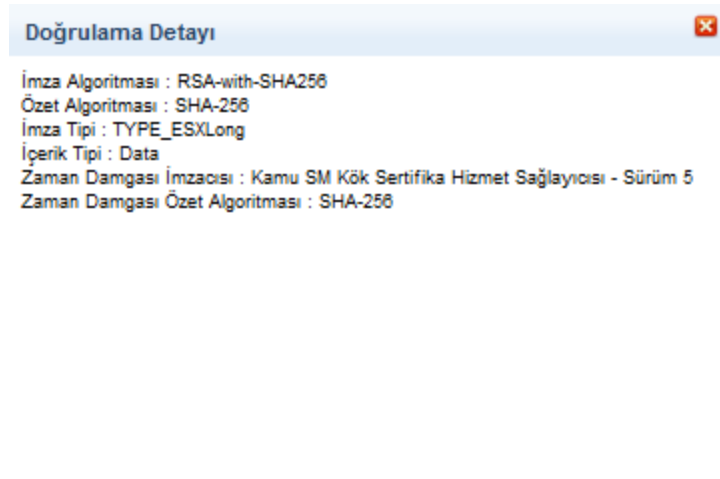 Doğrulama Detayı
İmza Algoritması : RSA-with-SHA256
Özet Algoritması : SHA-256
İmza Tipi : TYPE_ESXLong
İçerik Tipi : Data
Zaman Damgası İmzacısı : Kamu SM Kök Sertifika Hizmet Sağlayıcısı - Sürüm 5
Zaman Damgası Özet Algoritması : SHA-256